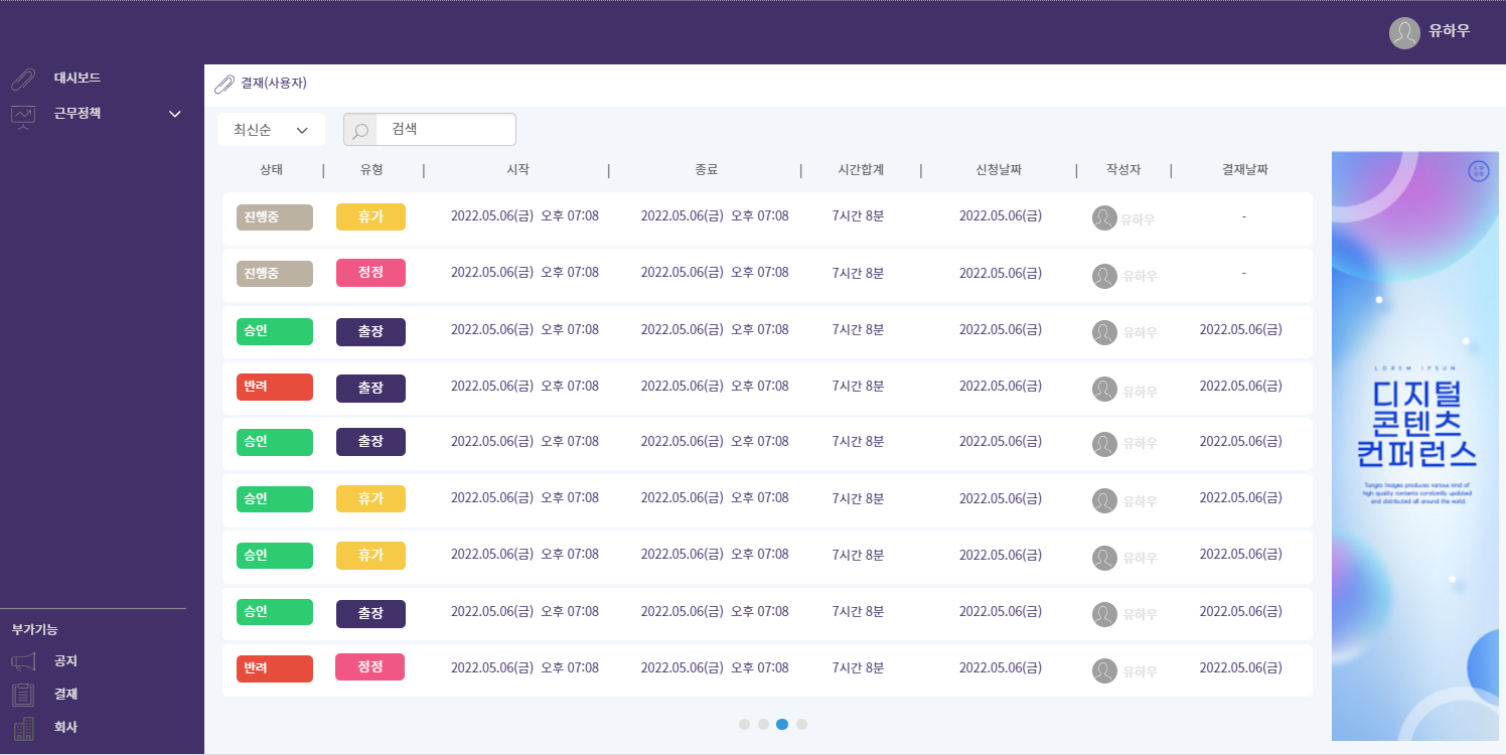 유하우
대시보드
근무정책
결재(사용자)
최신순 검색
상태 | 유형 | 시작 | 종료 | 시간합계 | 신청날짜 | 작성자 | 결재날짜
진행중 휴가 2022.05.06(금) 오후 07:08 2022.05.06(금) 오후 07:08 7시간 8분 2022.05.06(금) 유하우 -
진행중 정정 2022.05.06(금) 오후 07:08 2022.05.06(금) 오후 07:08 7시간 8분 2022.05.06(금) 유하우 -
승인 출장 2022.05.06(금) 오후 07:08 2022.05.06(금) 오후 07:08 7시간 8분 2022.05.06(금) 유하우 2022.05.06(금)
반려 출장 2022.05.06(금) 오후 07:08 2022.05.06(금) 오후 07:08 7시간 8분 2022.05.06(금) 유하우 2022.05.06(금)
승인 출장 2022.05.06(금) 오후 07:08 2022.05.06(금) 오후 07:08 7시간 8분 2022.05.06(금) 유하우 2022.05.06(금)
승인 휴가 2022.05.06(금) 오후 07:08 2022.05.06(금) 오후 07:08 7시간 8분 2022.05.06(금) 유하우 2022.05.06(금)
승인 휴가 2022.05.06(금) 오후 07:08 2022.05.06(금) 오후 07:08 7시간 8분 2022.05.06(금) 유하우 2022.05.06(금)
승인 출장 2022.05.06(금) 오후 07:08 2022.05.06(금) 오후 07:08 7시간 8분 2022.05.06(금) 유하우 2022.05.06(금)
반려 정정 2022.05.06(금) 오후 07:08 2022.05.06(금) 오후 07:08 7시간 8분 2022.05.06(금) 유하우 2022.05.06(금)
부가기능
공지
결재
회사
LOREM IPSUM
디지털
콘텐츠
컨퍼런스
Tongro Images produces various kind of
high quality contents constantly updated
and distributed all around the world.